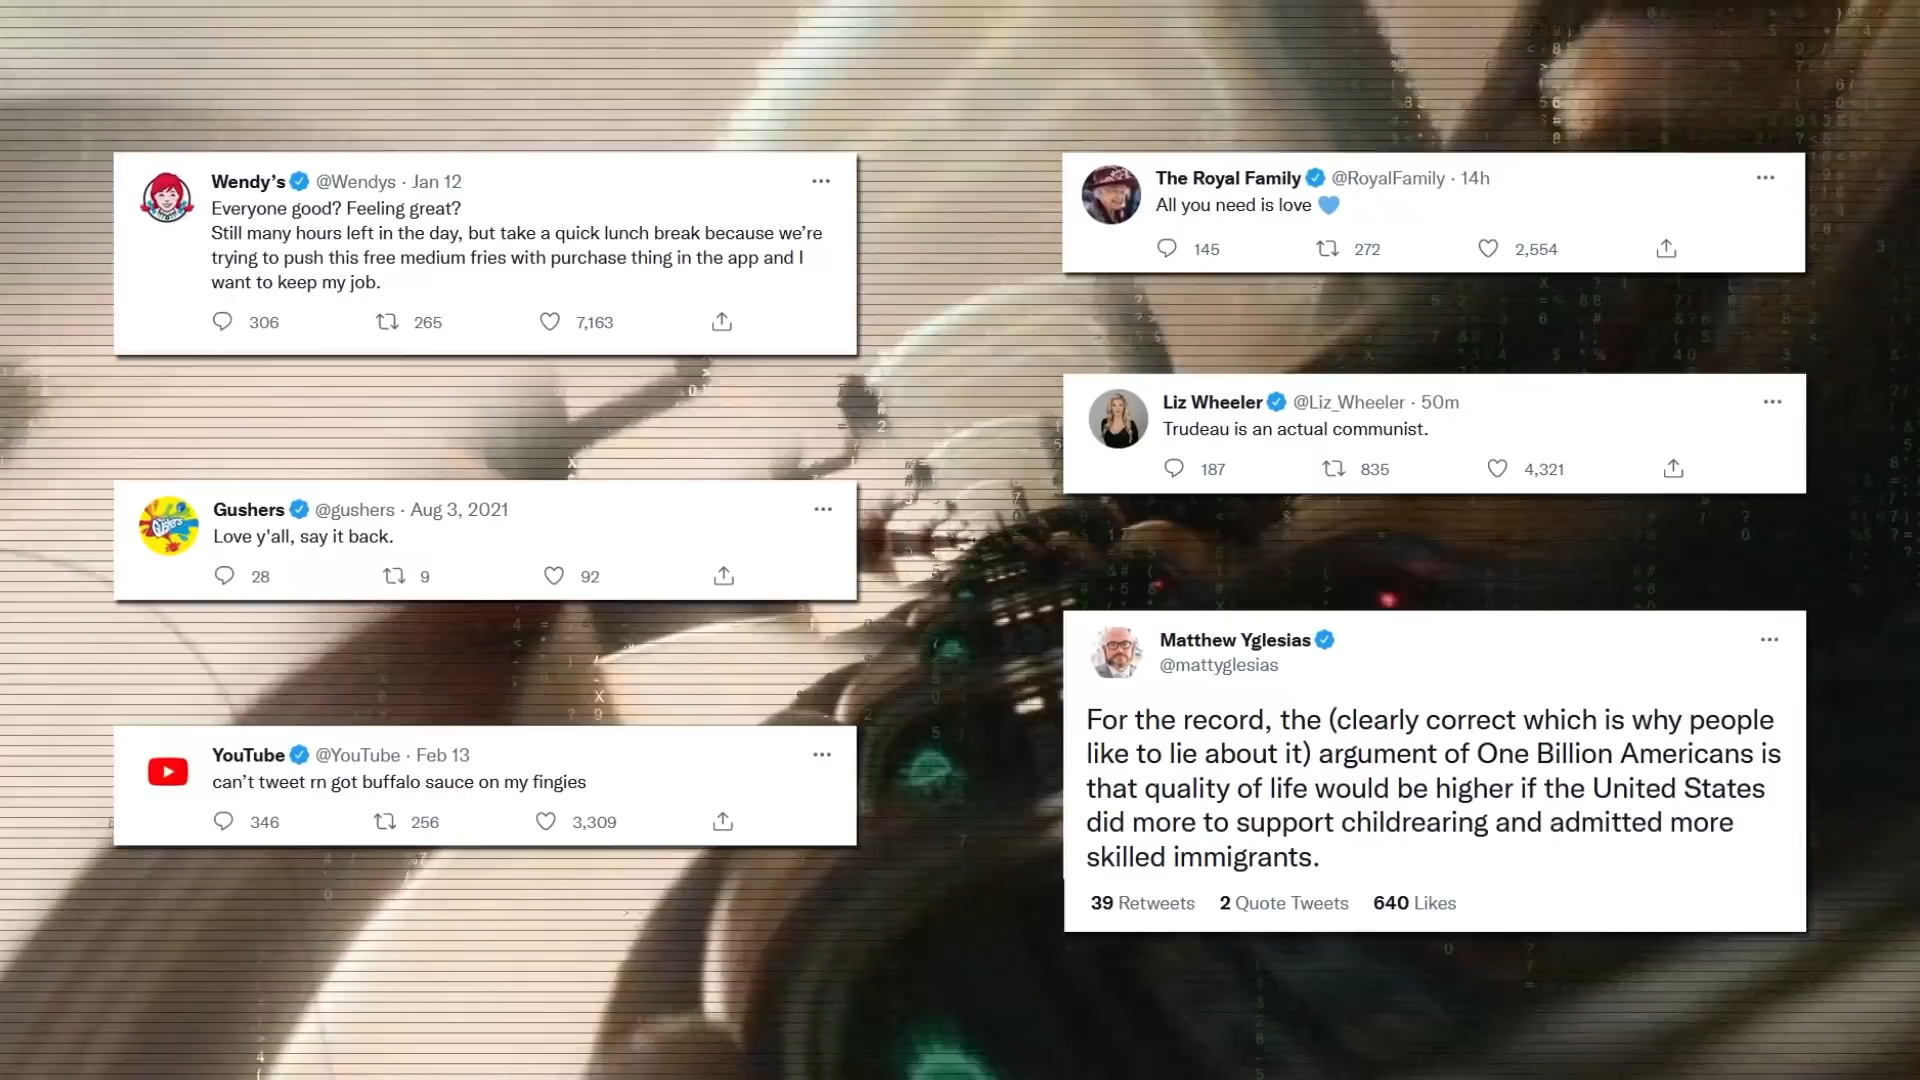 Wendy's @Wendys · Jan 12
Everyone good? Feeling great?
Still many hours left in the day, but take a quick lunch break because we're
trying to push this free medium fries with purchase thing in the app and I
want to keep my job.
306 265 7,163
Gushers @gushers · Aug 3, 2021
Love y'all, say it back.
28 9 92
YouTube @YouTube · Feb 13
can't tweet rn got buffalo sauce on my fingies
346 256 3,309
The Royal Family @RoyalFamily · 14h
All you need is love
145 272 2,554
Liz Wheeler @Liz_Wheeler · 50m
Trudeau is an actual communist.
187 835 4,321
Matthew Yglesias
@mattyglesias
For the record, the (clearly correct which is why people
like to lie about it) argument of One Billion Americans is
that quality of life would be higher if the United States
did more to support childrearing and admitted more
skilled immigrants.
39 Retweets 2 Quote Tweets 640 Likes